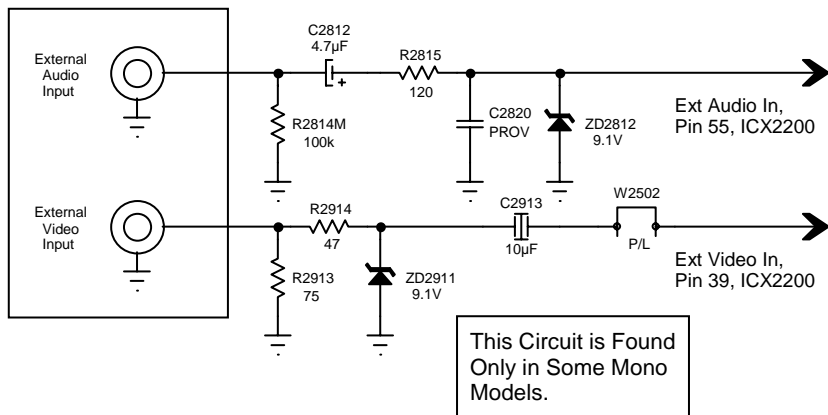 External
Audio
Input
C2812
4.7µF
+
R2815
120
R2814M
100k
C2820
PROV
ZD2812
9.1V
Ext Audio In,
Pin 55, ICX2200
External
Video
Input
R2914
47
R2913
75
ZD2911
9.1V
C2913
10µF
W2502
P/L
Ext Video In,
Pin 39, ICX2200
This Circuit is Found
Only in Some Mono
Models.